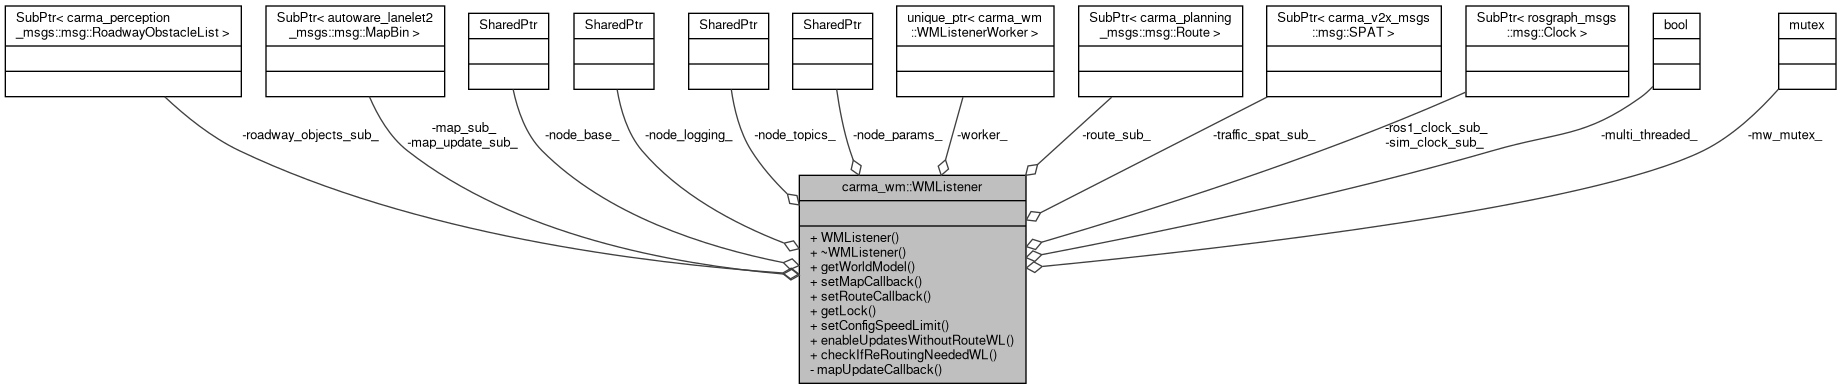 SubPtr< carma_perception
_msgs::msg::RoadwayObstacleList >
SubPtr< autoware_lanelet2
_msgs::msg::MapBin >
SharedPtr
SharedPtr
SharedPtr
SharedPtr
unique_ptr< carma_wm
::WMListenerWorker >
SubPtr< carma_planning
_msgs::msg::Route >
SubPtr< carma_v2x_msgs
::msg::SPAT >
SubPtr< rosgraph_msgs
::msg::Clock >
bool
mutex
-roadway_objects_sub_
-map_sub_
-map_update_sub_
-node_base_
-node_logging_
-node_topics_
-node_params_
-worker_
-route_sub_
-traffic_spat_sub_
-ros1_clock_sub_
-sim_clock_sub_
-multi_threaded_
-mw_mutex_
carma_wm::WMListener
+ WMListener()
+ ~WMListener()
+ getWorldModel()
+ setMapCallback()
+ setRouteCallback()
+ getLock()
+ setConfigSpeedLimit()
+ enableUpdatesWithoutRouteWL()
+ checkIfReRoutingNeededWL()
- mapUpdateCallback()